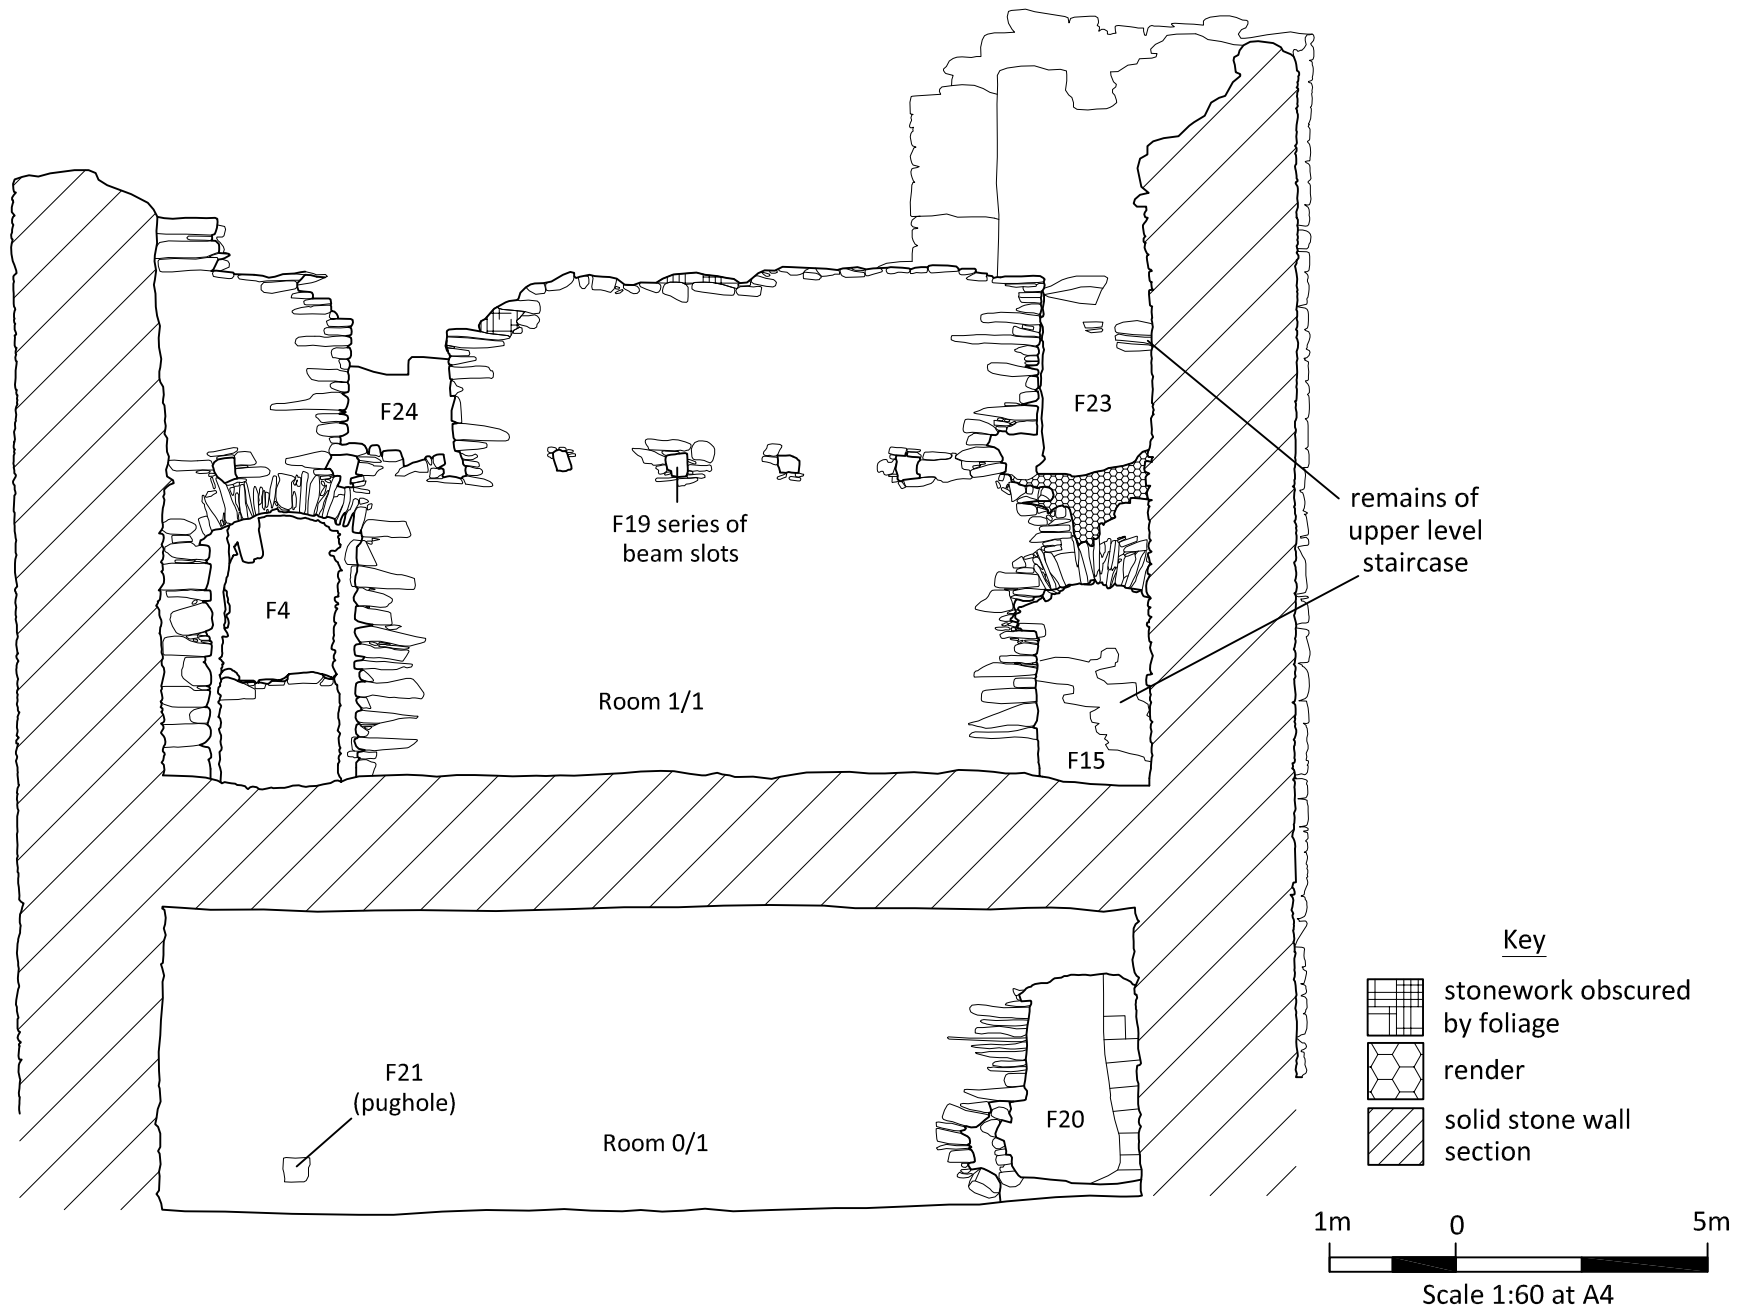 F24
F23
F19 series of
beam slots
remains of
upper level
staircase
F4
Room 1/1
F15
Key
stonework obscured
by foliage
render
solid stone wall
section
F21
(pughole)
Room 0/1
F20
1m 0 5m
Scale 1:60 at A4